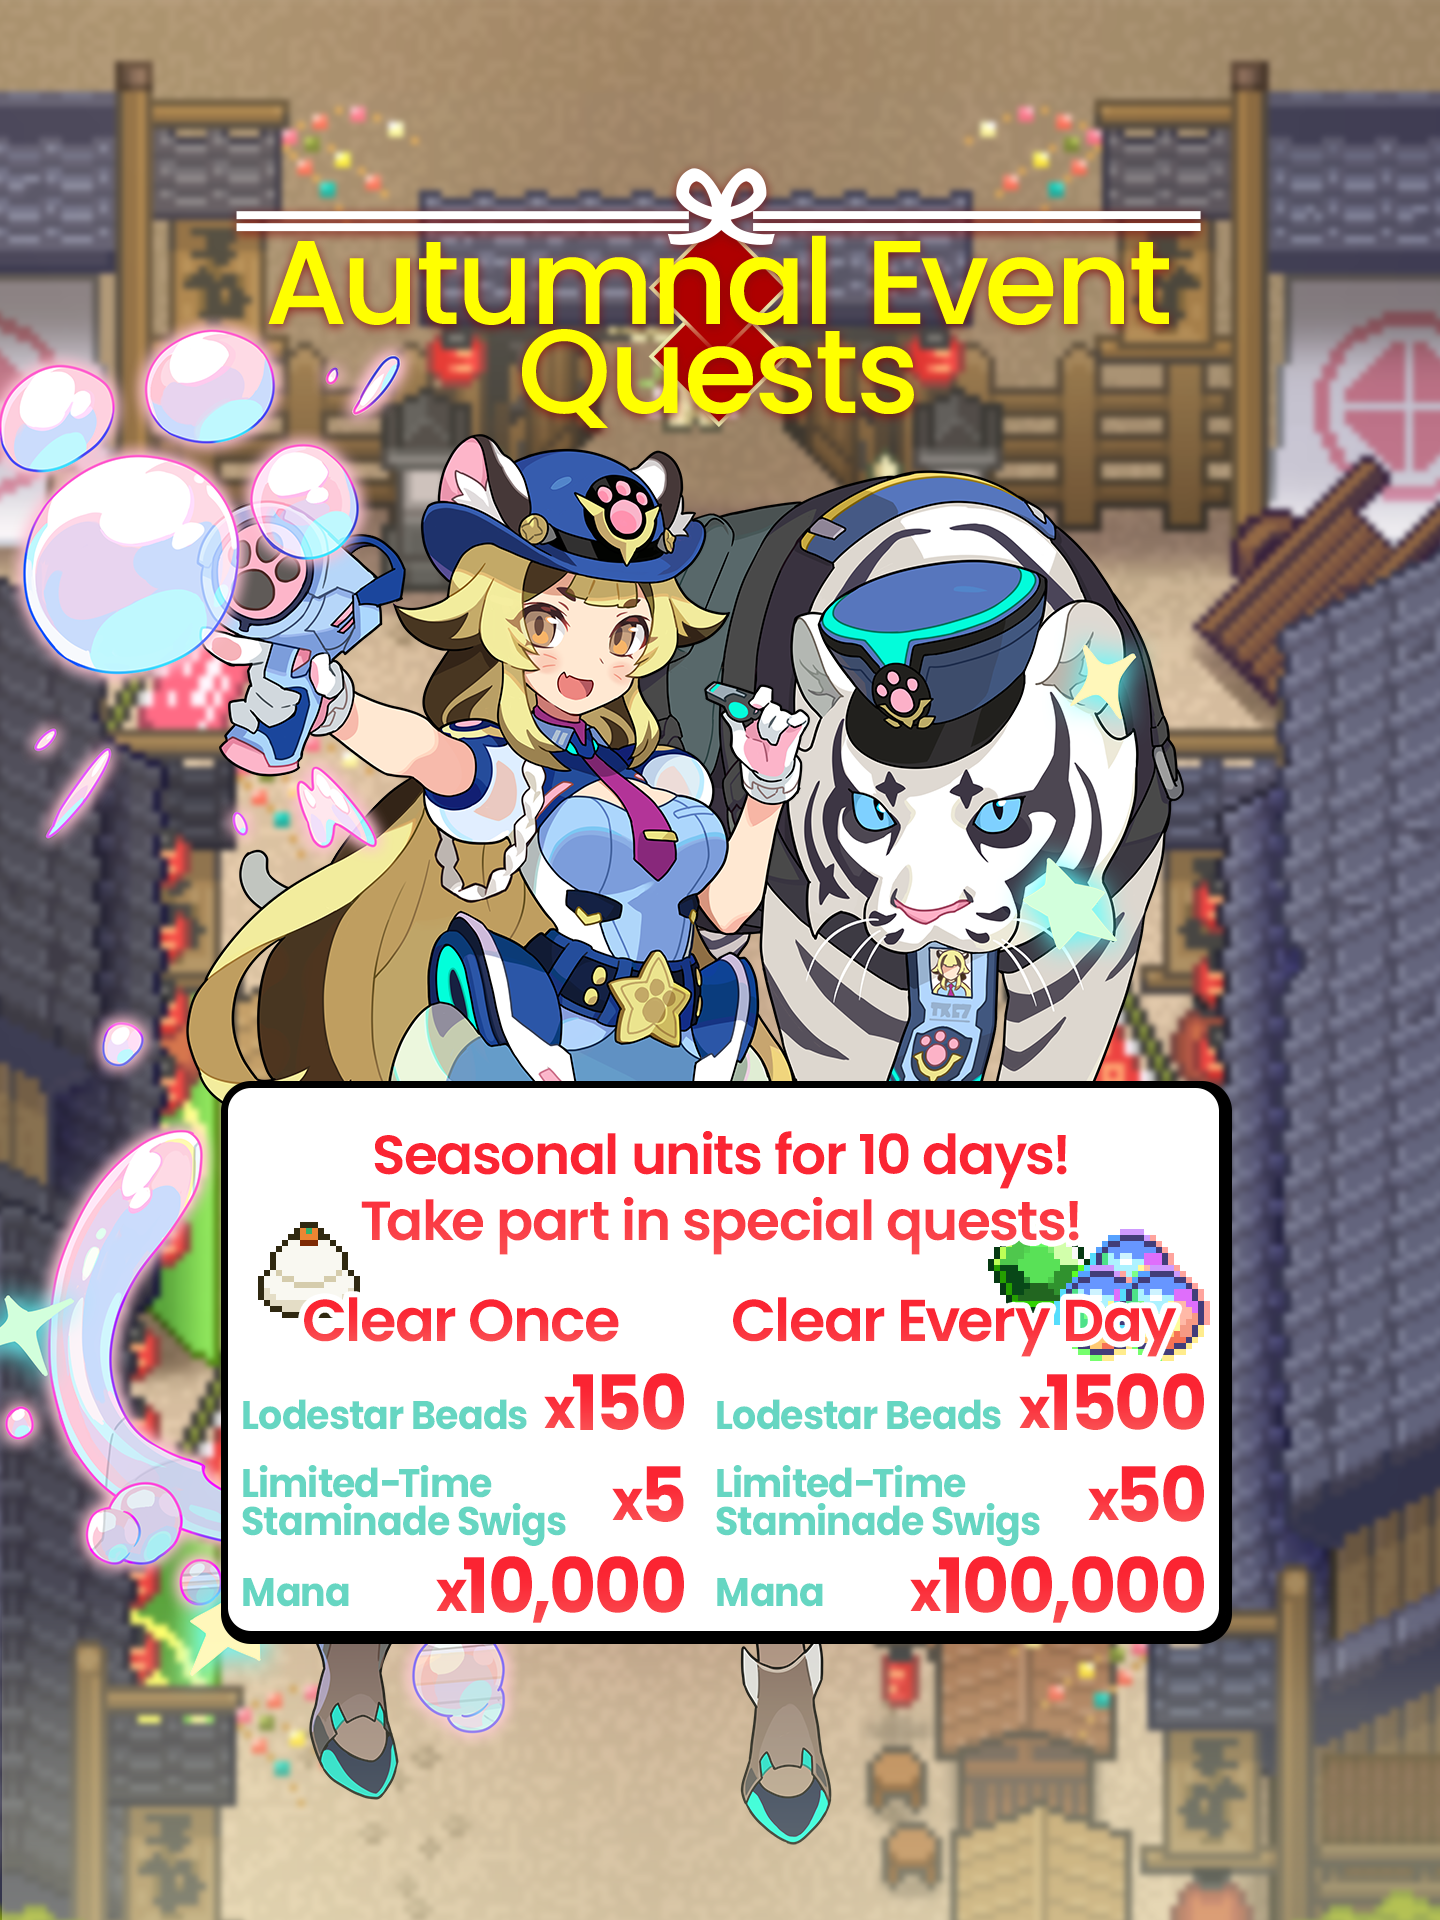 Autumnal Event
Quests
Seasonal units for 10 days!
Take part in special quests!
Clear Once
Lodestar Beads x150
Limited-Time
Staminade Swigs x5
Mana x10,000
Clear Every Day
Lodestar Beads x1500
Limited-Time
Staminade Swigs x50
Mana x100,000